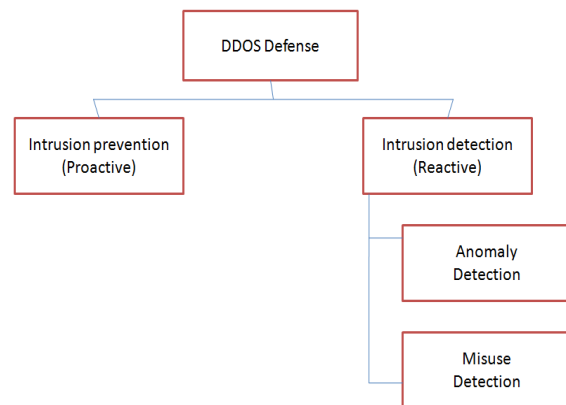 DDOS Defense
Intrusion prevention
(Proactive)
Intrusion detection
(Reactive)
Anomaly
Detection
Misuse
Detection